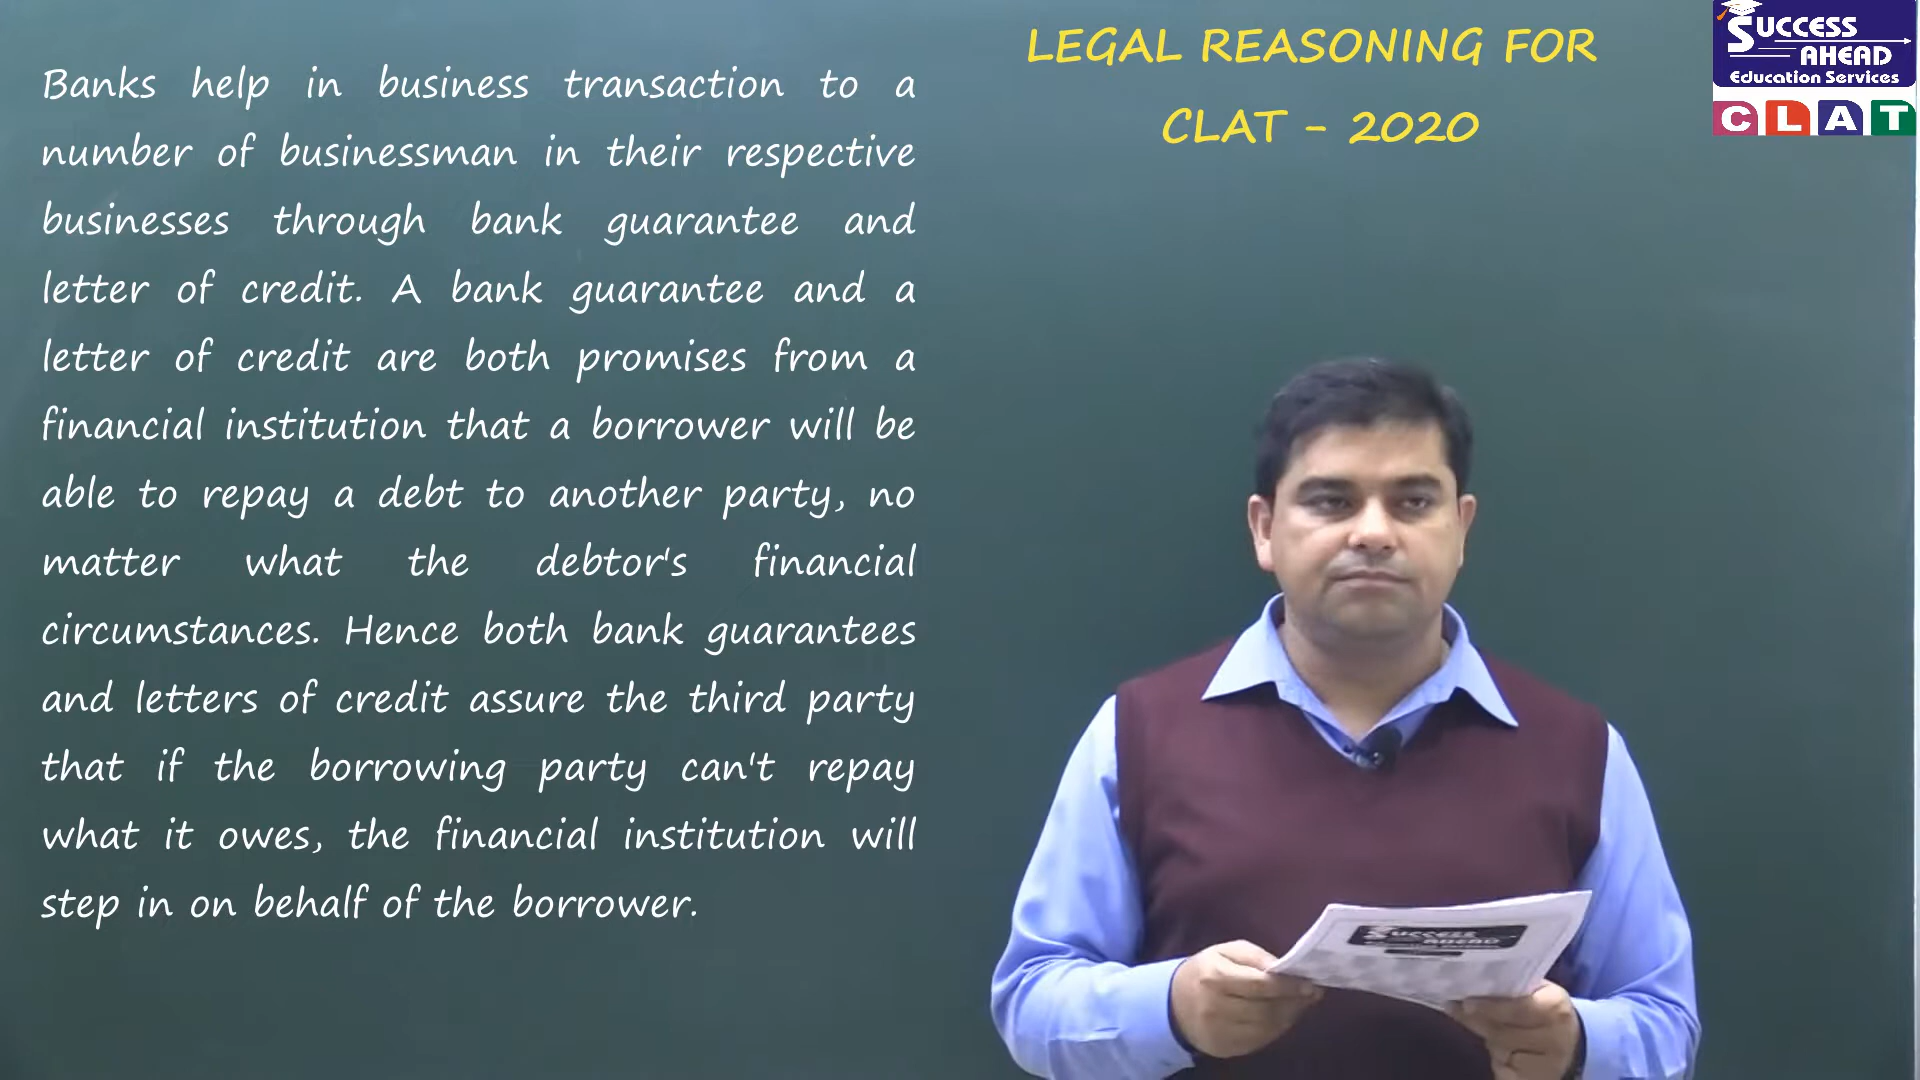 Banks help in business transaction to a
number of businessman in their respective
businesses through bank guarantee and
letter of credit. A bank guarantee and a
letter of credit are both promises from a
financial institution that a borrower will be
able to repay a debt to another party, no
matter what the debtor's financial
circumstances. Hence both bank guarantees
and letters of credit assure the third party
that if the borrowing party can't repay
what it owes, the financial institution will
step in on behalf of the borrower.
LEGAL REASONING FOR
CLAT - 2020
SUCCESS
AHEAD
Education Services
CLAT
SUCCESS
AHEAD